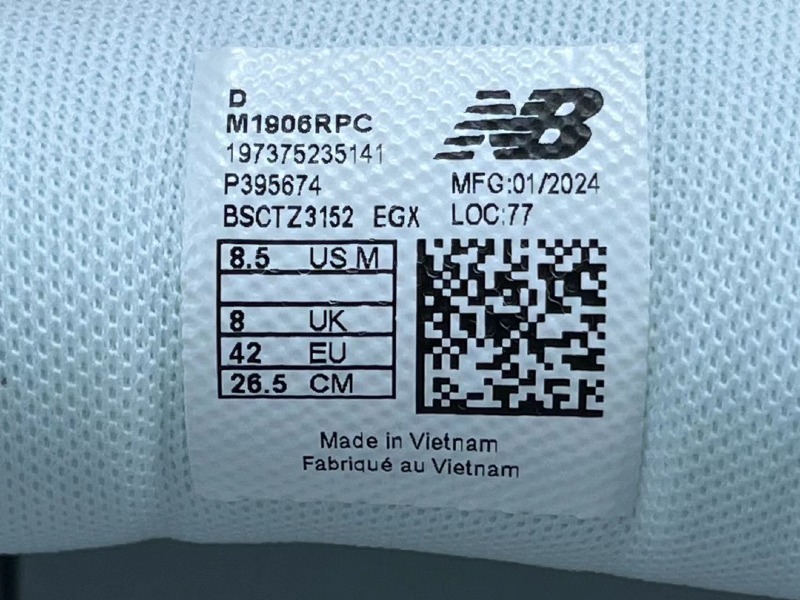 D
M1906RPC
197375235141
P395674
BSCTZ3152 EGX
NB
MFG:01/2024
LOC:77
8.5 US M
8 UK
42 EU
26.5 CM
Made in Vietnam
Fabriqué au Vietnam